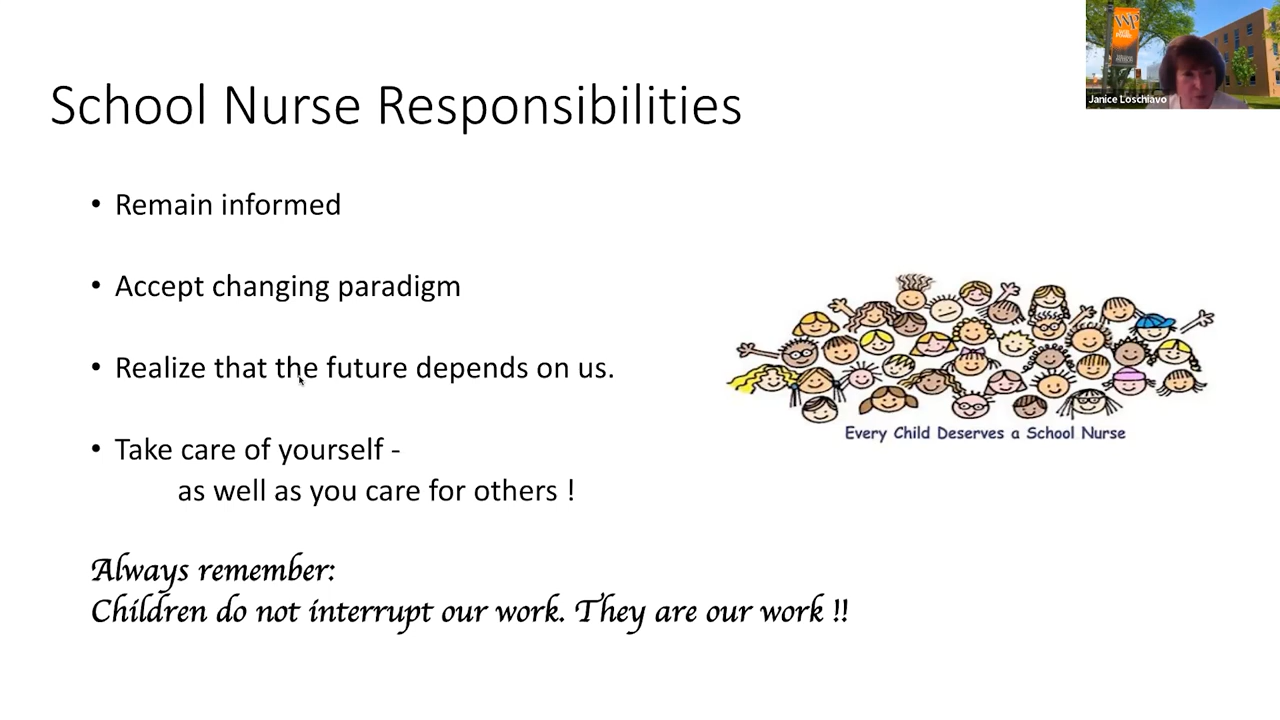 WP
Janice Loschiavo
School Nurse Responsibilities
• Remain informed
• Accept changing paradigm
• Realize that the future depends on us.
• Take care of yourself -
as well as you care for others !
Every Child Deserves a School Nurse
Always remember:
Children do not interrupt our work. They are our work !!